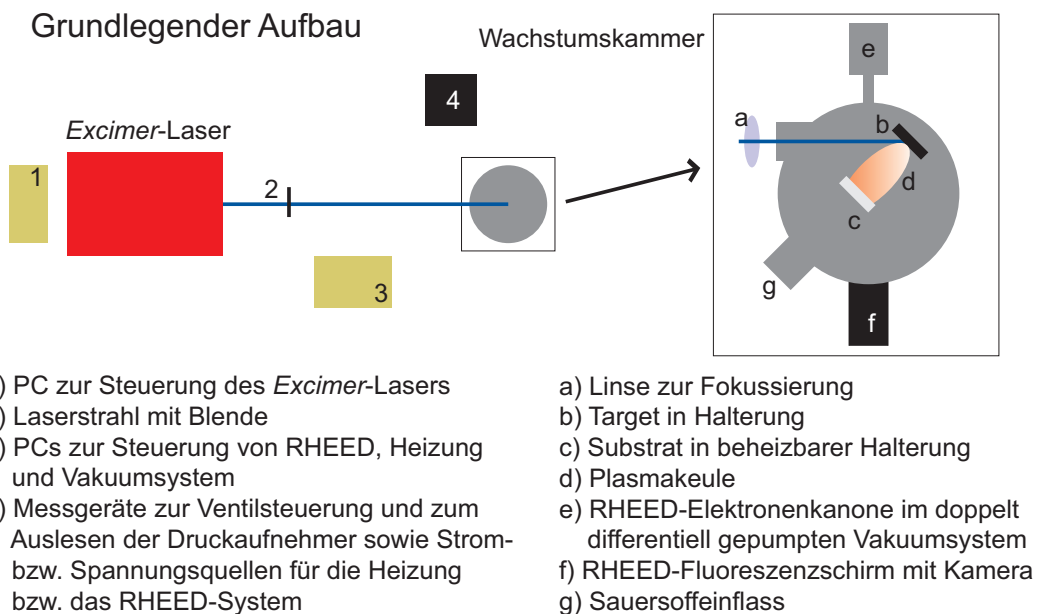 Grundlegender Aufbau
Wachstumskammer
Excimer-Laser
1
2
3
4
a
b
c
d
e
f
g
) PC zur Steuerung des Excimer-Lasers
) Laserstrahl mit Blende
) PCs zur Steuerung von RHEED, Heizung
und Vakuumsystem
) Messgeräte zur Ventilsteuerung und zum
Auslesen der Druckaufnehmer sowie Strom-
bzw. Spannungsquellen für die Heizung
bzw. das RHEED-System
a) Linse zur Fokussierung
b) Target in Halterung
c) Substrat in beheizbarer Halterung
d) Plasmakeule
e) RHEED-Elektronenkanone im doppelt
differentiell gepumpten Vakuumsystem
f) RHEED-Fluoreszenzschirm mit Kamera
g) Sauersoffeinflass